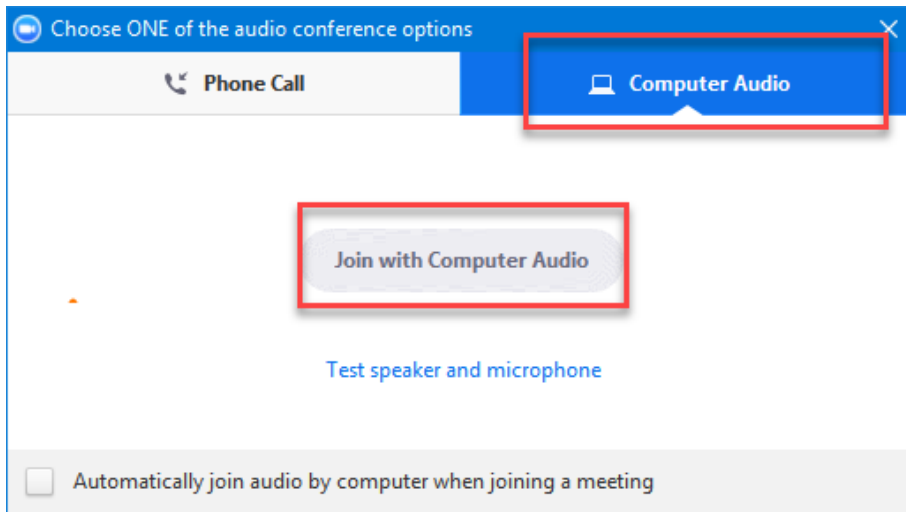 Choose ONE of the audio conference options
Phone Call
Computer Audio
Join with Computer Audio
Test speaker and microphone
Automatically join audio by computer when joining a meeting